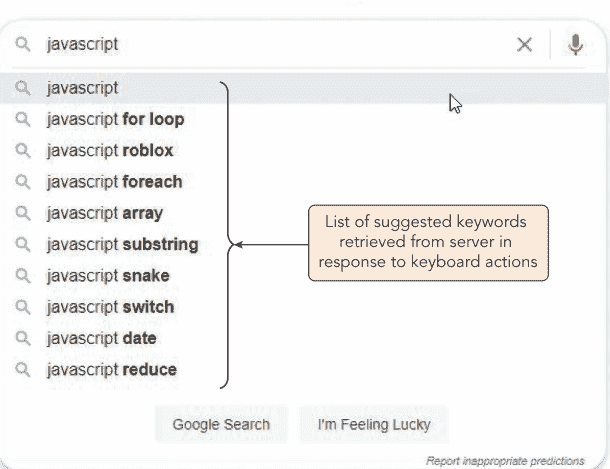 javascript
javascript
javascript for loop
javascript roblox
javascript foreach
javascript array
javascript substring
javascript snake
javascript switch
javascript date
javascript reduce
List of suggested keywords
retrieved from server in
response to keyboard actions
Google Search I'm Feeling Lucky
Report inappropriate predictions